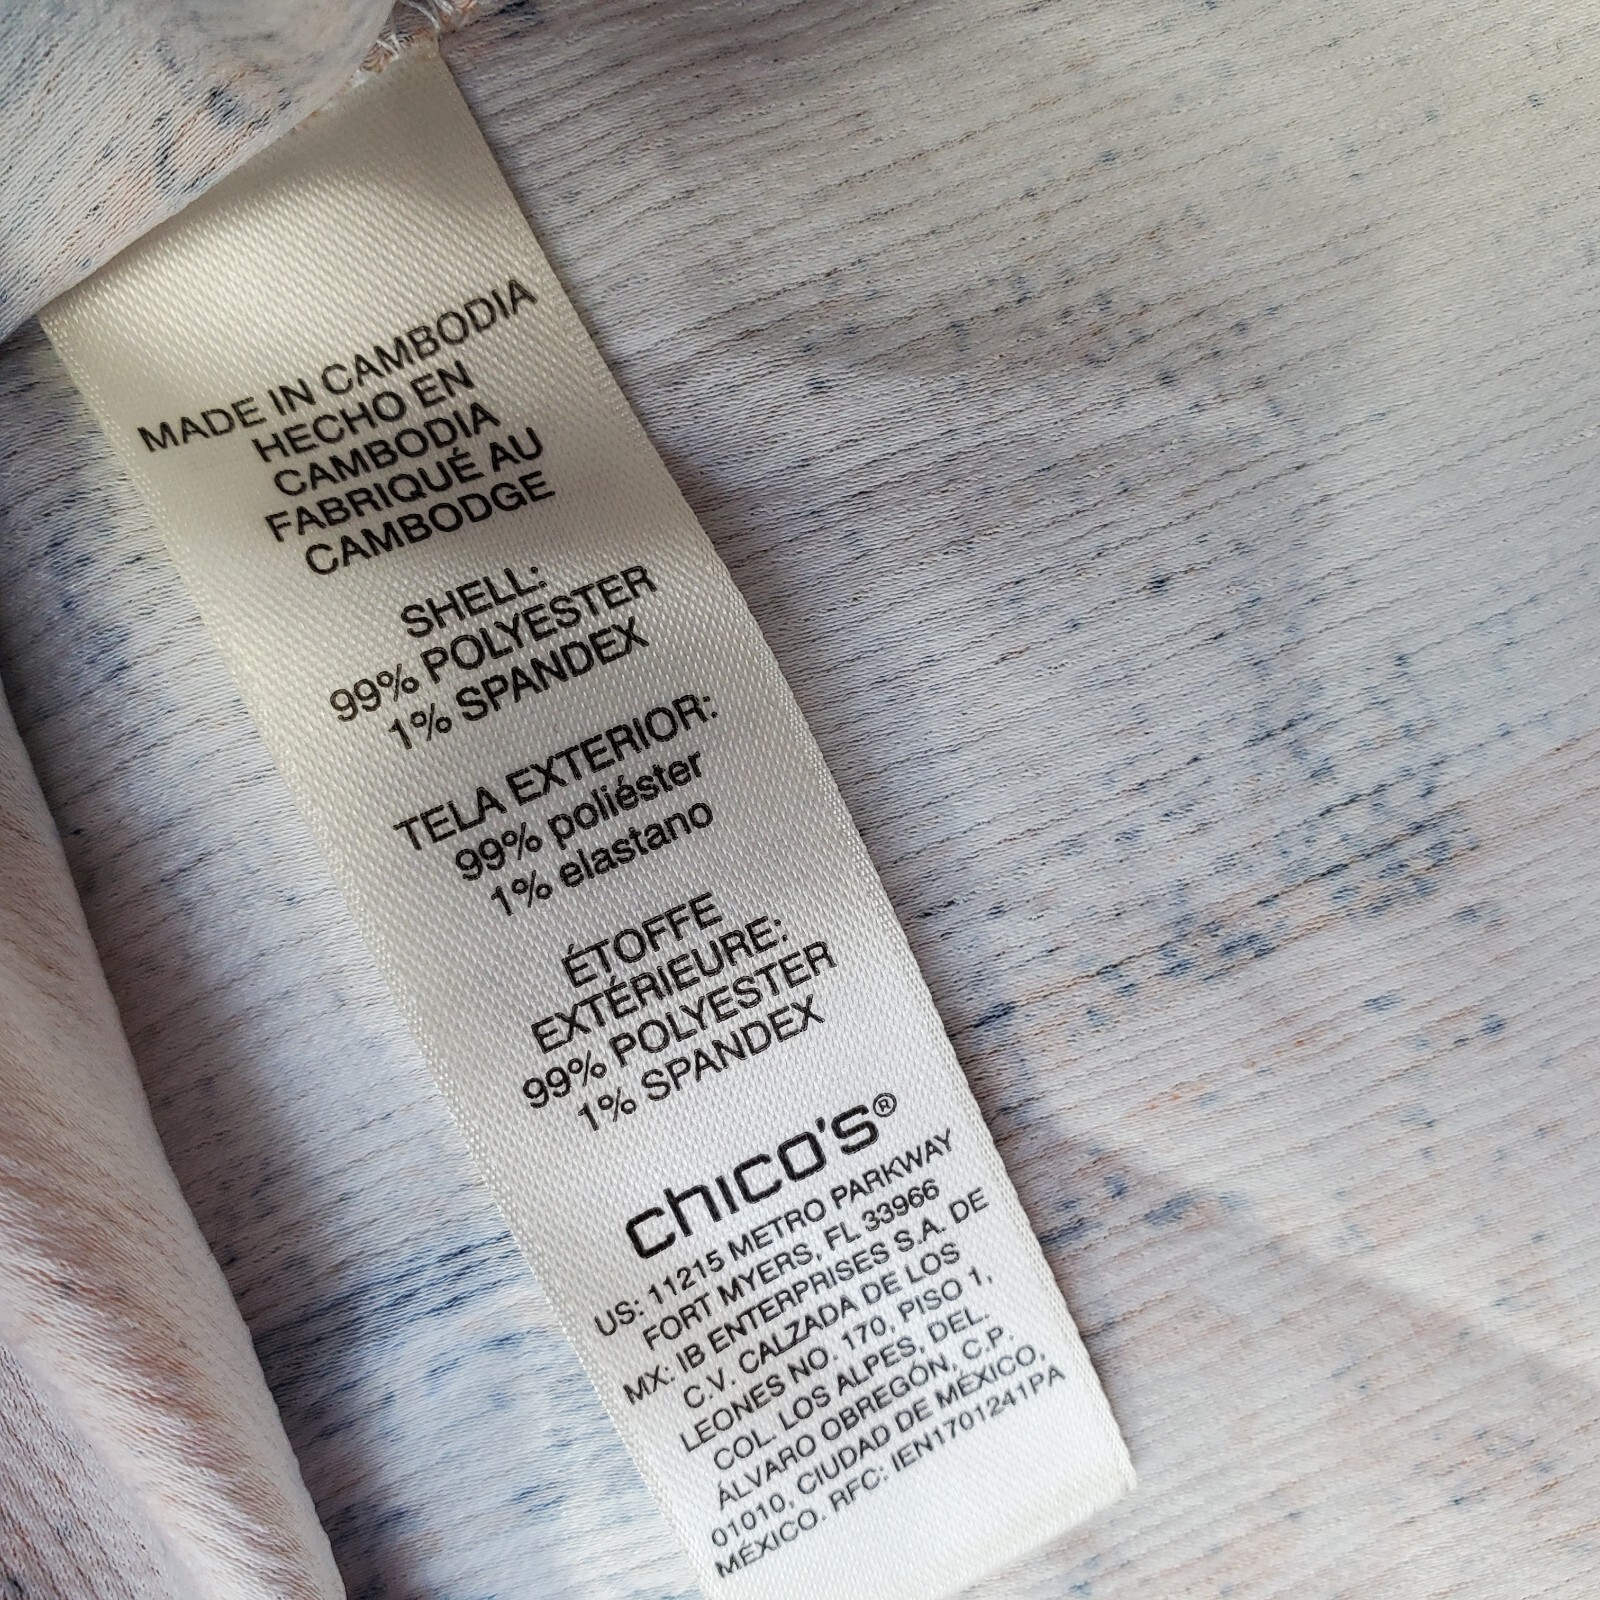 MADE IN CAMBODIA
HECHO EN
CAMBODIA
FABRIQUÉ AU
CAMBODGE
SHELL:
99% POLYESTER
1% SPANDEX
TELA EXTERIOR:
99% poliéster
1% elastano
ÉTOFFE
EXTÉRIEURE:
99% POLYESTER
1% SPANDEX
chico's®
US: 11215 METRO PARKWAY
FORT MYERS, FL 33966
MX: IB ENTERPRISES S.A. DE
C.V. CALZADA DE LOS
LEONES NO. 170, PISO 1,
COL. LOS ALPES, DEL.
ÁLVARO OBREGÓN, C.P.
01010, CIUDAD DE MÉXICO,
MÉXICO. RFC: IEN1701241PA